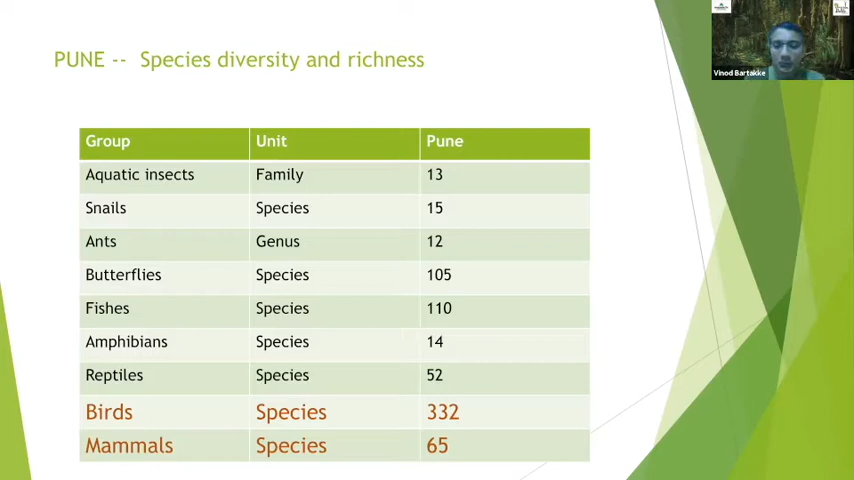 PUNE -- Species diversity and richness
Vinod Bartakke
Group Unit Pune
Aquatic insects Family 13
Snails Species 15
Ants Genus 12
Butterflies Species 105
Fishes Species 110
Amphibians Species 14
Reptiles Species 52
Birds Species 332
Mammals Species 65